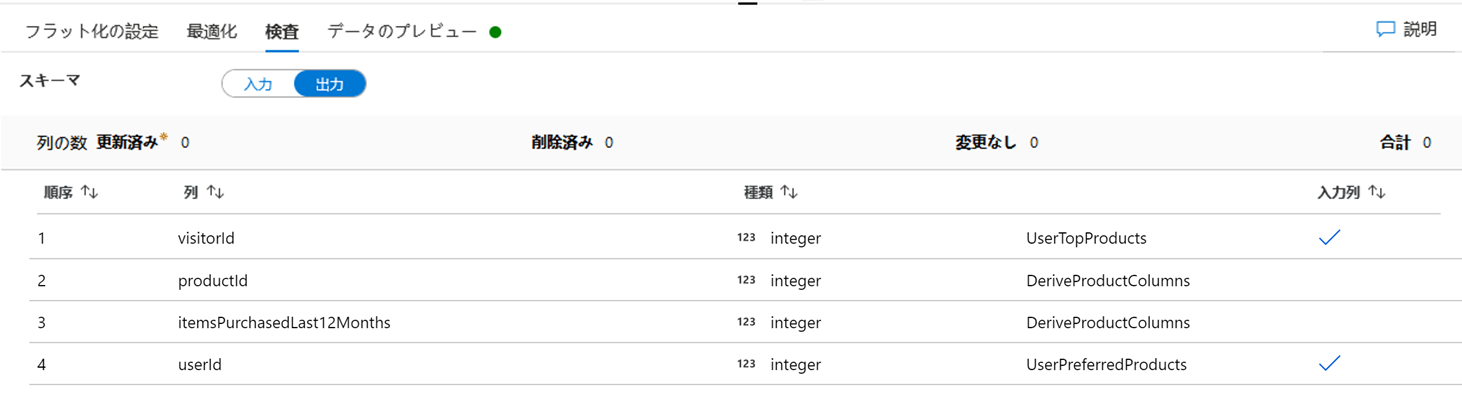 フラット化の設定 最適化 検査 データのプレビュー 説明
スキーマ 入力 出力
列の数 更新済み* 0 削除済み 0 変更なし 0 合計 0
順序 ↑↓ 列 ↑↓ 種類 ↑↓ 入力列 ↑↓
1 visitorId 123 integer UserTopProducts ✓
2 productId 123 integer DeriveProductColumns
3 itemsPurchasedLast12Months 123 integer DeriveProductColumns
4 userId 123 integer UserPreferredProducts ✓